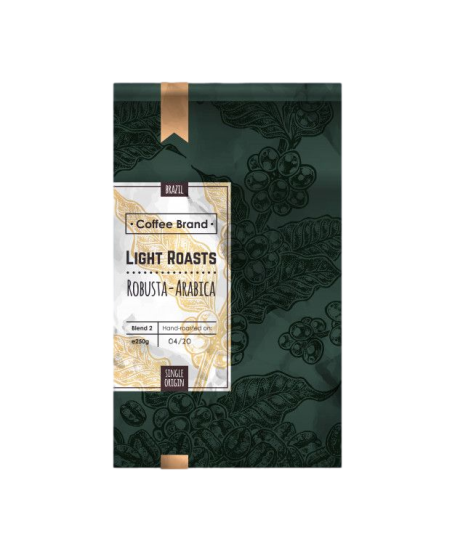 BRAZIL
• Coffee Brand •
LIGHT ROASTS
ROBUSTA-ARABICA
Blend 2 Hand-roasted on:
e250g 04/20
SINGLE
ORIGIN